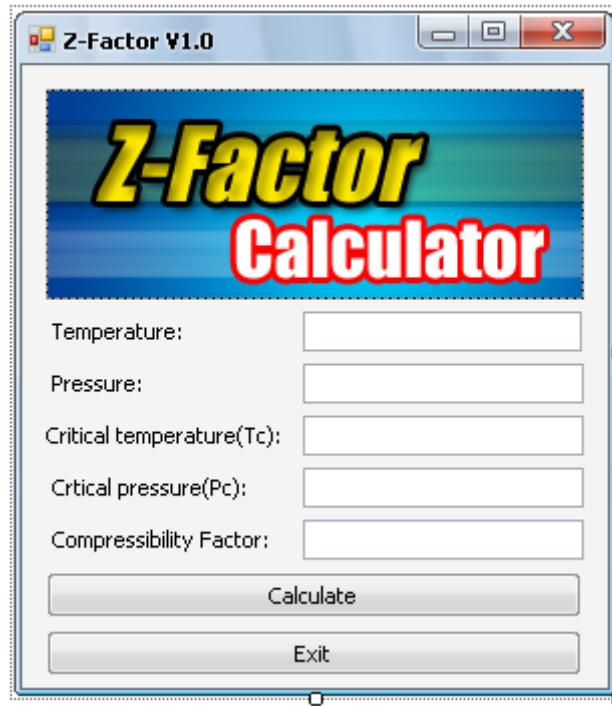 Z-Factor V1.0
Z-Factor
Calculator
Temperature:
Pressure:
Critical temperature(Tc):
Crtical pressure(Pc):
Compressibility Factor:
Calculate
Exit